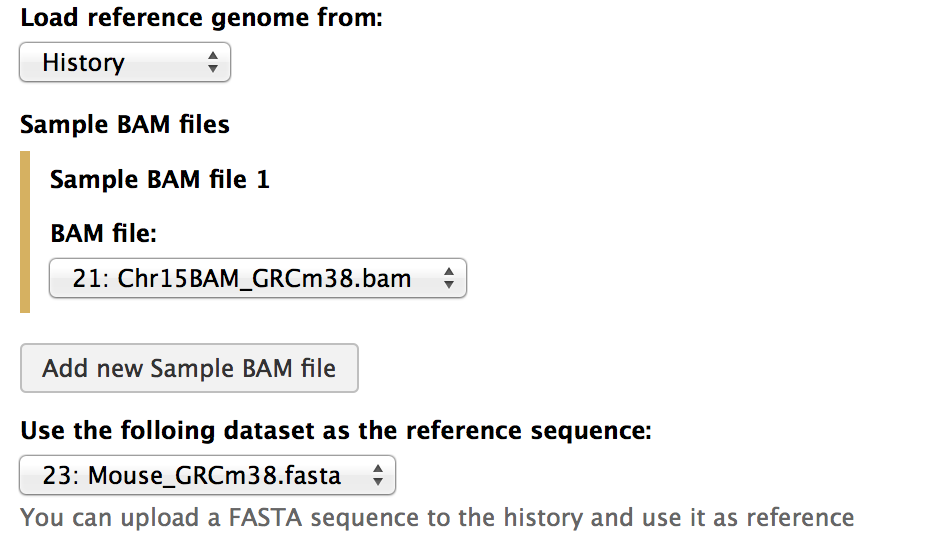 Load reference genome from:
History
Sample BAM files
Sample BAM file 1
BAM file:
21: Chr15BAM_GRCm38.bam
Add new Sample BAM file
Use the folloing dataset as the reference sequence:
23: Mouse_GRCm38.fasta
You can upload a FASTA sequence to the history and use it as reference